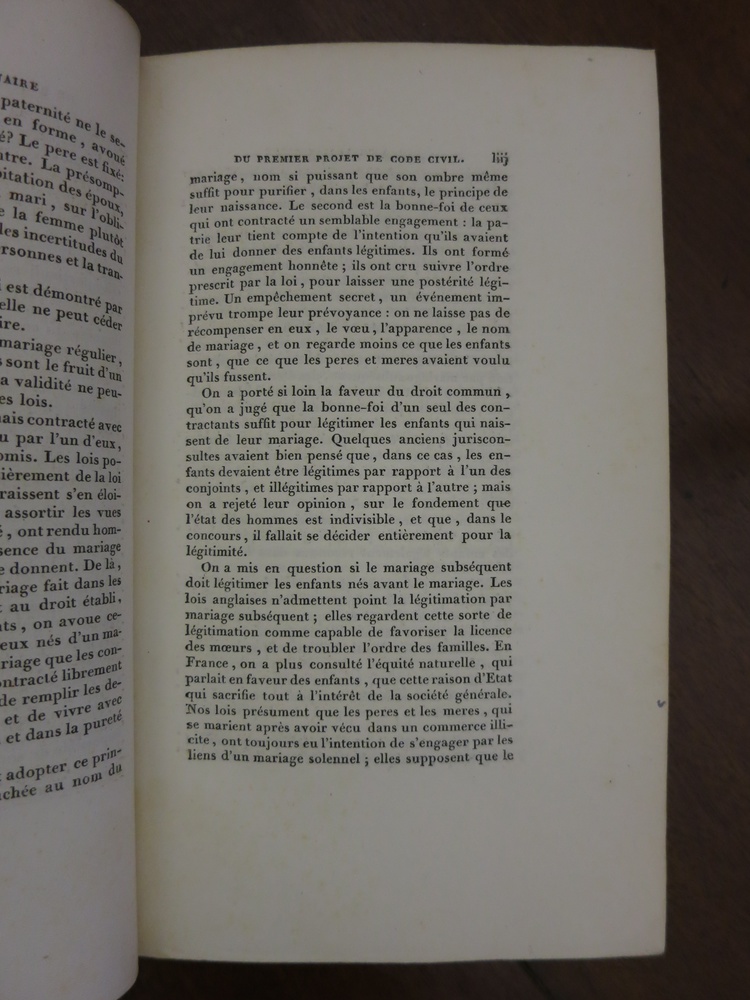 AIRE
paternité ne le se-
en forme, avoué
é? Le pere est fixé:
tre. La présomp-
itation des époux,
mari, sur l'obli-
e la femme plutôt
les incertitudes du
ersonnes et la tran-
est démontré par
elle ne peut céder
ire.
mariage régulier,
s sont le fruit d'un
a validité ne peu-
es lois.
ais contracté avec
u par l'un d'eux,
omis. Les lois po-
ièrement de la loi
raissent s'en éloi-
assortir les vues
, ont rendu hom-
sence du mariage
e donnent. De là,
riage fait dans les
au droit établi,
ts, on avoue ce-
eux nés d'un ma-
riage que les con-
ontracté librement
de remplir les de-
et de vivre avec
et dans la pureté
adopter ce prin-
chée au nom du
DU PREMIER PROJET DE CODE CIVIL. liij
mariage, nom si puissant que son ombre même
suffit pour purifier, dans les enfants, le principe de
leur naissance. Le second est la bonne-foi de ceux
qui ont contracté un semblable engagement : la pa-
trie leur tient compte de l'intention qu'ils avaient
de lui donner des enfants légitimes. Ils ont formé
un engagement honnête ; ils ont cru suivre l'ordre
prescrit par la loi, pour laisser une postérité légi-
time. Un empêchement secret, un événement im-
prévu trompe leur prévoyance : on ne laisse pas de
récompenser en eux, le vœu, l'apparence, le nom
de mariage, et on regarde moins ce que les enfants
sont, que ce que les peres et meres avaient voulu
qu'ils fussent.
On a porté si loin la faveur du droit commun,
qu'on a jugé que la bonne-foi d'un seul des con-
tractants suffit pour légitimer les enfants qui nais-
sent de leur mariage. Quelques anciens juriscon-
sultes avaient bien pensé que, dans ce cas, les en-
fants devaient être légitimes par rapport à l'un des
conjoints, et illégitimes par rapport à l'autre ; mais
on a rejeté leur opinion, sur le fondement que
l'état des hommes est indivisible, et que, dans le
concours, il fallait se décider entièrement pour la
légitimité.
On a mis en question si le mariage subséquent
doit légitimer les enfants nés avant le mariage. Les
lois anglaises n'admettent point la légitimation par
mariage subséquent ; elles regardent cette sorte de
légitimation comme capable de favoriser la licence
des mœurs, et de troubler l'ordre des familles. En
France, on a plus consulté l'équité naturelle, qui
parlait en faveur des enfants, que cette raison d'Etat
qui sacrifie tout à l'intérêt de la société générale.
Nos lois présument que les peres et les meres, qui
se marient après avoir vécu dans un commerce illi-
cite, ont toujours eu l'intention de s'engager par les
liens d'un mariage solennel ; elles supposent que le